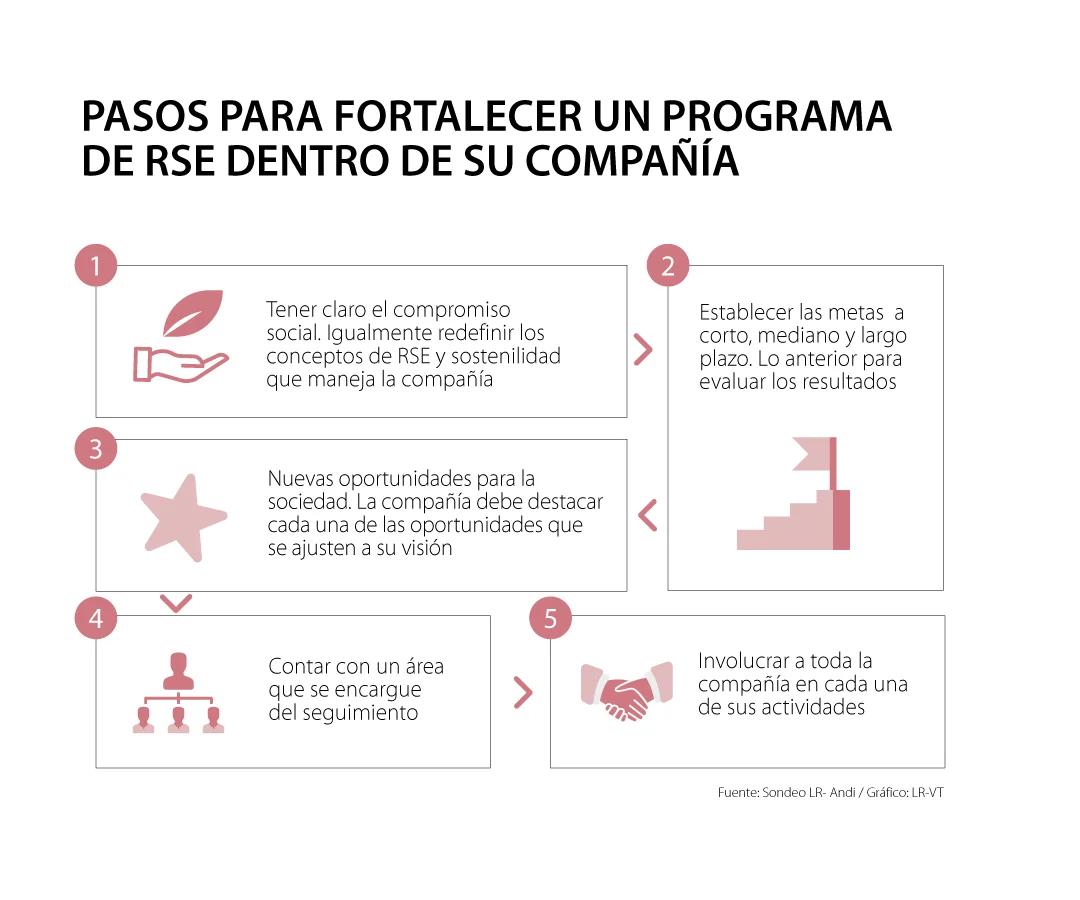 PASOS PARA FORTALECER UN PROGRAMA
DE RSE DENTRO DE SU COMPAÑÍA
1
Tener claro el compromiso
social. Igualmente redefinir los
conceptos de RSE y sostenilidad
que maneja la compañía
2
Establecer las metas a
corto, mediano y largo
plazo. Lo anterior para
evaluar los resultados
3
Nuevas oportunidades para la
sociedad. La compañía debe destacar
cada una de las oportunidades que
se ajusten a su visión
4
Contar con un área
que se encargue
del seguimiento
5
Involucrar a toda la
compañía en cada una
de sus actividades
Fuente: Sondeo LR- Andi / Gráfico: LR-VT